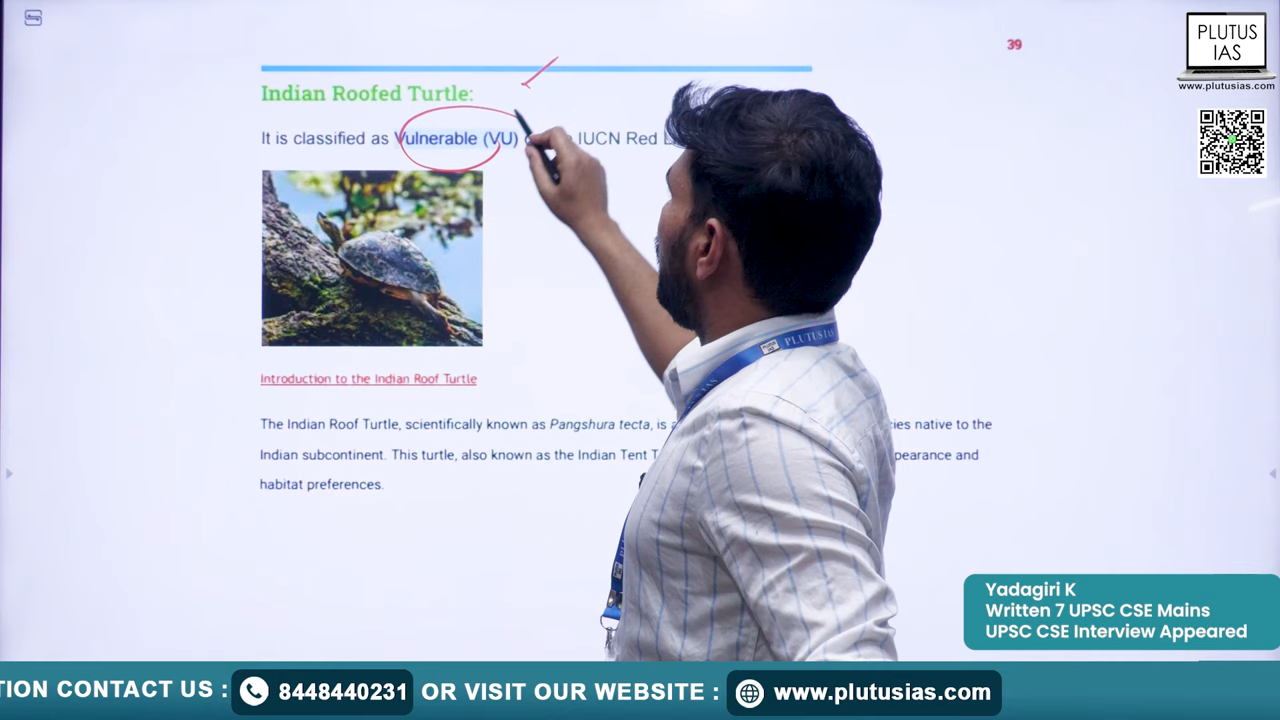 39
PLUTUS
IAS
www.plutusias.com
Indian Roofed Turtle:
It is classified as Vulnerable (VU) IUCN Red
Introduction to the Indian Roof Turtle
The Indian Roof Turtle, scientifically known as Pangshura tecta, is native to the
Indian subcontinent. This turtle, also known as the Indian Tent and
habitat preferences.
PLUTUS IAS
Yadagiri K
Written 7 UPSC CSE Mains
UPSC CSE Interview Appeared
CONTACT US : 8448440231 OR VISIT OUR WEBSITE : www.plutusias.com